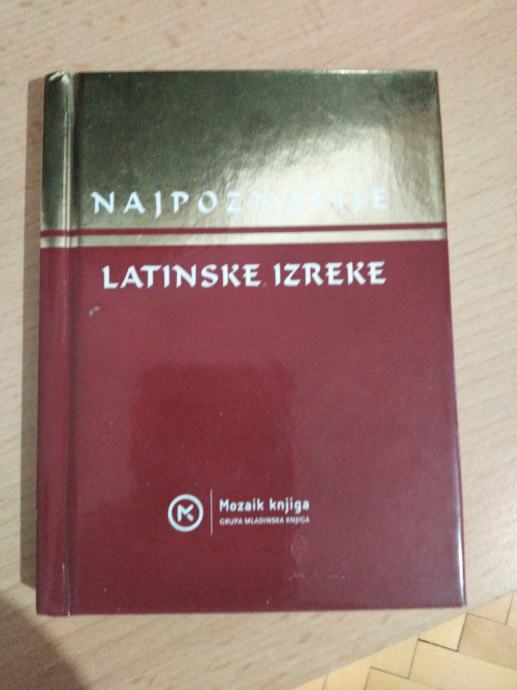 NAJPOZNATIJE
LATINSKE IZREKE
Mozaik knjiga
GRUPA MLADINSKA KNJIGA